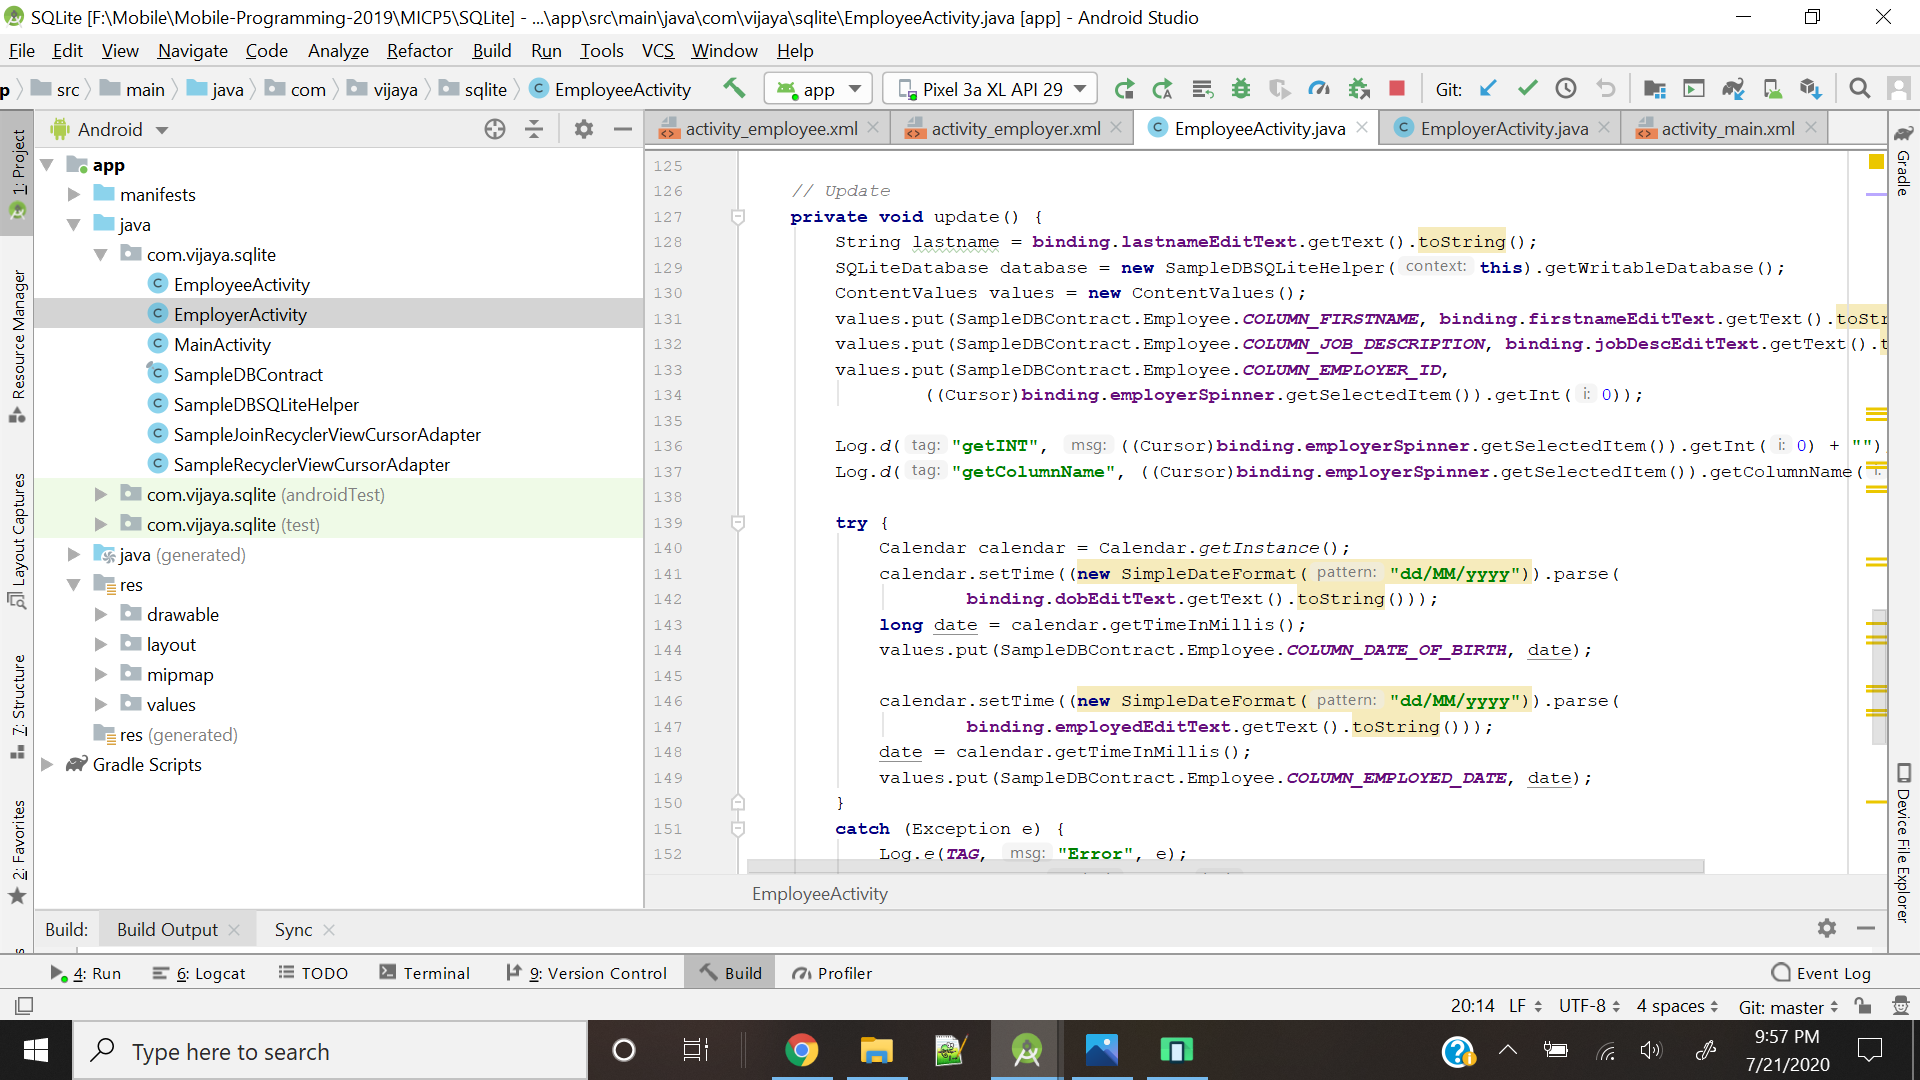 SQLite [F:\Mobile\Mobile-Programming-2019\MICP5\SQLite] - ...\app\src\main\java\com\vijaya\sqlite\EmployeeActivity.java [app] - Android Studio
File Edit View Navigate Code Analyze Refactor Build Run Tools VCS Window Help
p src main java com vijaya sqlite EmployeeActivity app Pixel 3a XL API 29 Git:
Android
activity_employee.xml activity_employer.xml EmployeeActivity.java EmployerActivity.java activity_main.xml
1: Project
Resource Manager
Layout Captures
7: Structure
2: Favorites
app
manifests
java
com.vijaya.sqlite
EmployeeActivity
EmployerActivity
MainActivity
SampleDBContract
SampleDBSQLiteHelper
SampleJoinRecyclerViewCursorAdapter
SampleRecyclerViewCursorAdapter
com.vijaya.sqlite (androidTest)
com.vijaya.sqlite (test)
java (generated)
res
drawable
layout
mipmap
values
res (generated)
Gradle Scripts
125
126 // Update
127 private void update() {
128 String lastname = binding.lastnameEditText.getText().toString();
129 SQLiteDatabase database = new SampleDBSQLiteHelper( context: this).getWritableDatabase();
130 ContentValues values = new ContentValues();
131 values.put(SampleDBContract.Employee.COLUMN_FIRSTNAME, binding.firstnameEditText.getText().toStr
132 values.put(SampleDBContract.Employee.COLUMN_JOB_DESCRIPTION, binding.jobDescEditText.getText().t
133 values.put(SampleDBContract.Employee.COLUMN_EMPLOYER_ID,
134 ((Cursor)binding.employerSpinner.getSelectedItem()).getInt( i: 0));
135
136 Log.d( tag: "getINT", msg: ((Cursor)binding.employerSpinner.getSelectedItem()).getInt( i: 0) + "")
137 Log.d( tag: "getColumnName", ((Cursor)binding.employerSpinner.getSelectedItem()).getColumnName(
138
139 try {
140 Calendar calendar = Calendar.getInstance();
141 calendar.setTime((new SimpleDateFormat( pattern: "dd/MM/yyyy")).parse(
142 binding.dobEditText.getText().toString()));
143 long date = calendar.getTimeInMillis();
144 values.put(SampleDBContract.Employee.COLUMN_DATE_OF_BIRTH, date);
145
146 calendar.setTime((new SimpleDateFormat( pattern: "dd/MM/yyyy")).parse(
147 binding.employedEditText.getText().toString()));
148 date = calendar.getTimeInMillis();
149 values.put(SampleDBContract.Employee.COLUMN_EMPLOYED_DATE, date);
150 }
151 catch (Exception e) {
152 Log.e(TAG, msg: "Error", e);
EmployeeActivity
Gradle
Device File Explorer
Build: Build Output Sync
4: Run 6: Logcat TODO Terminal 9: Version Control Build Profiler Event Log
20:14 LF UTF-8 4 spaces Git: master
Type here to search
9:57 PM
7/21/2020